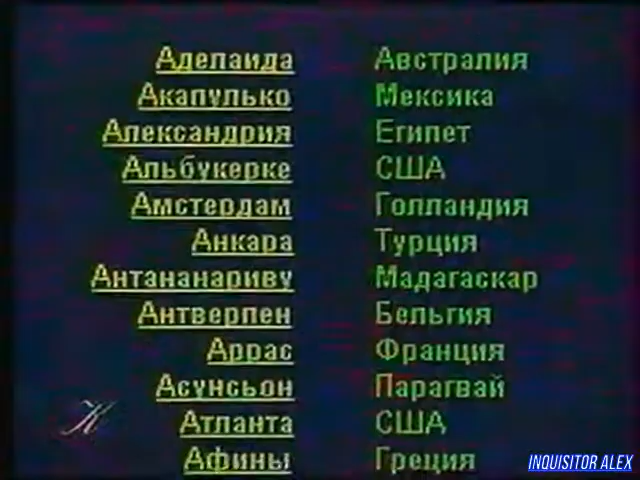 Аделаида Австралия
Акапулько Мексика
Александрия Египет
Альбукерке США
Амстердам Голландия
Анкара Турция
Антананариву Мадагаскар
Антверпен Бельгия
Аррас Франция
Асунсьон Парагвай
Атланта США
Афины Греция
К
INQUISITOR ALEX